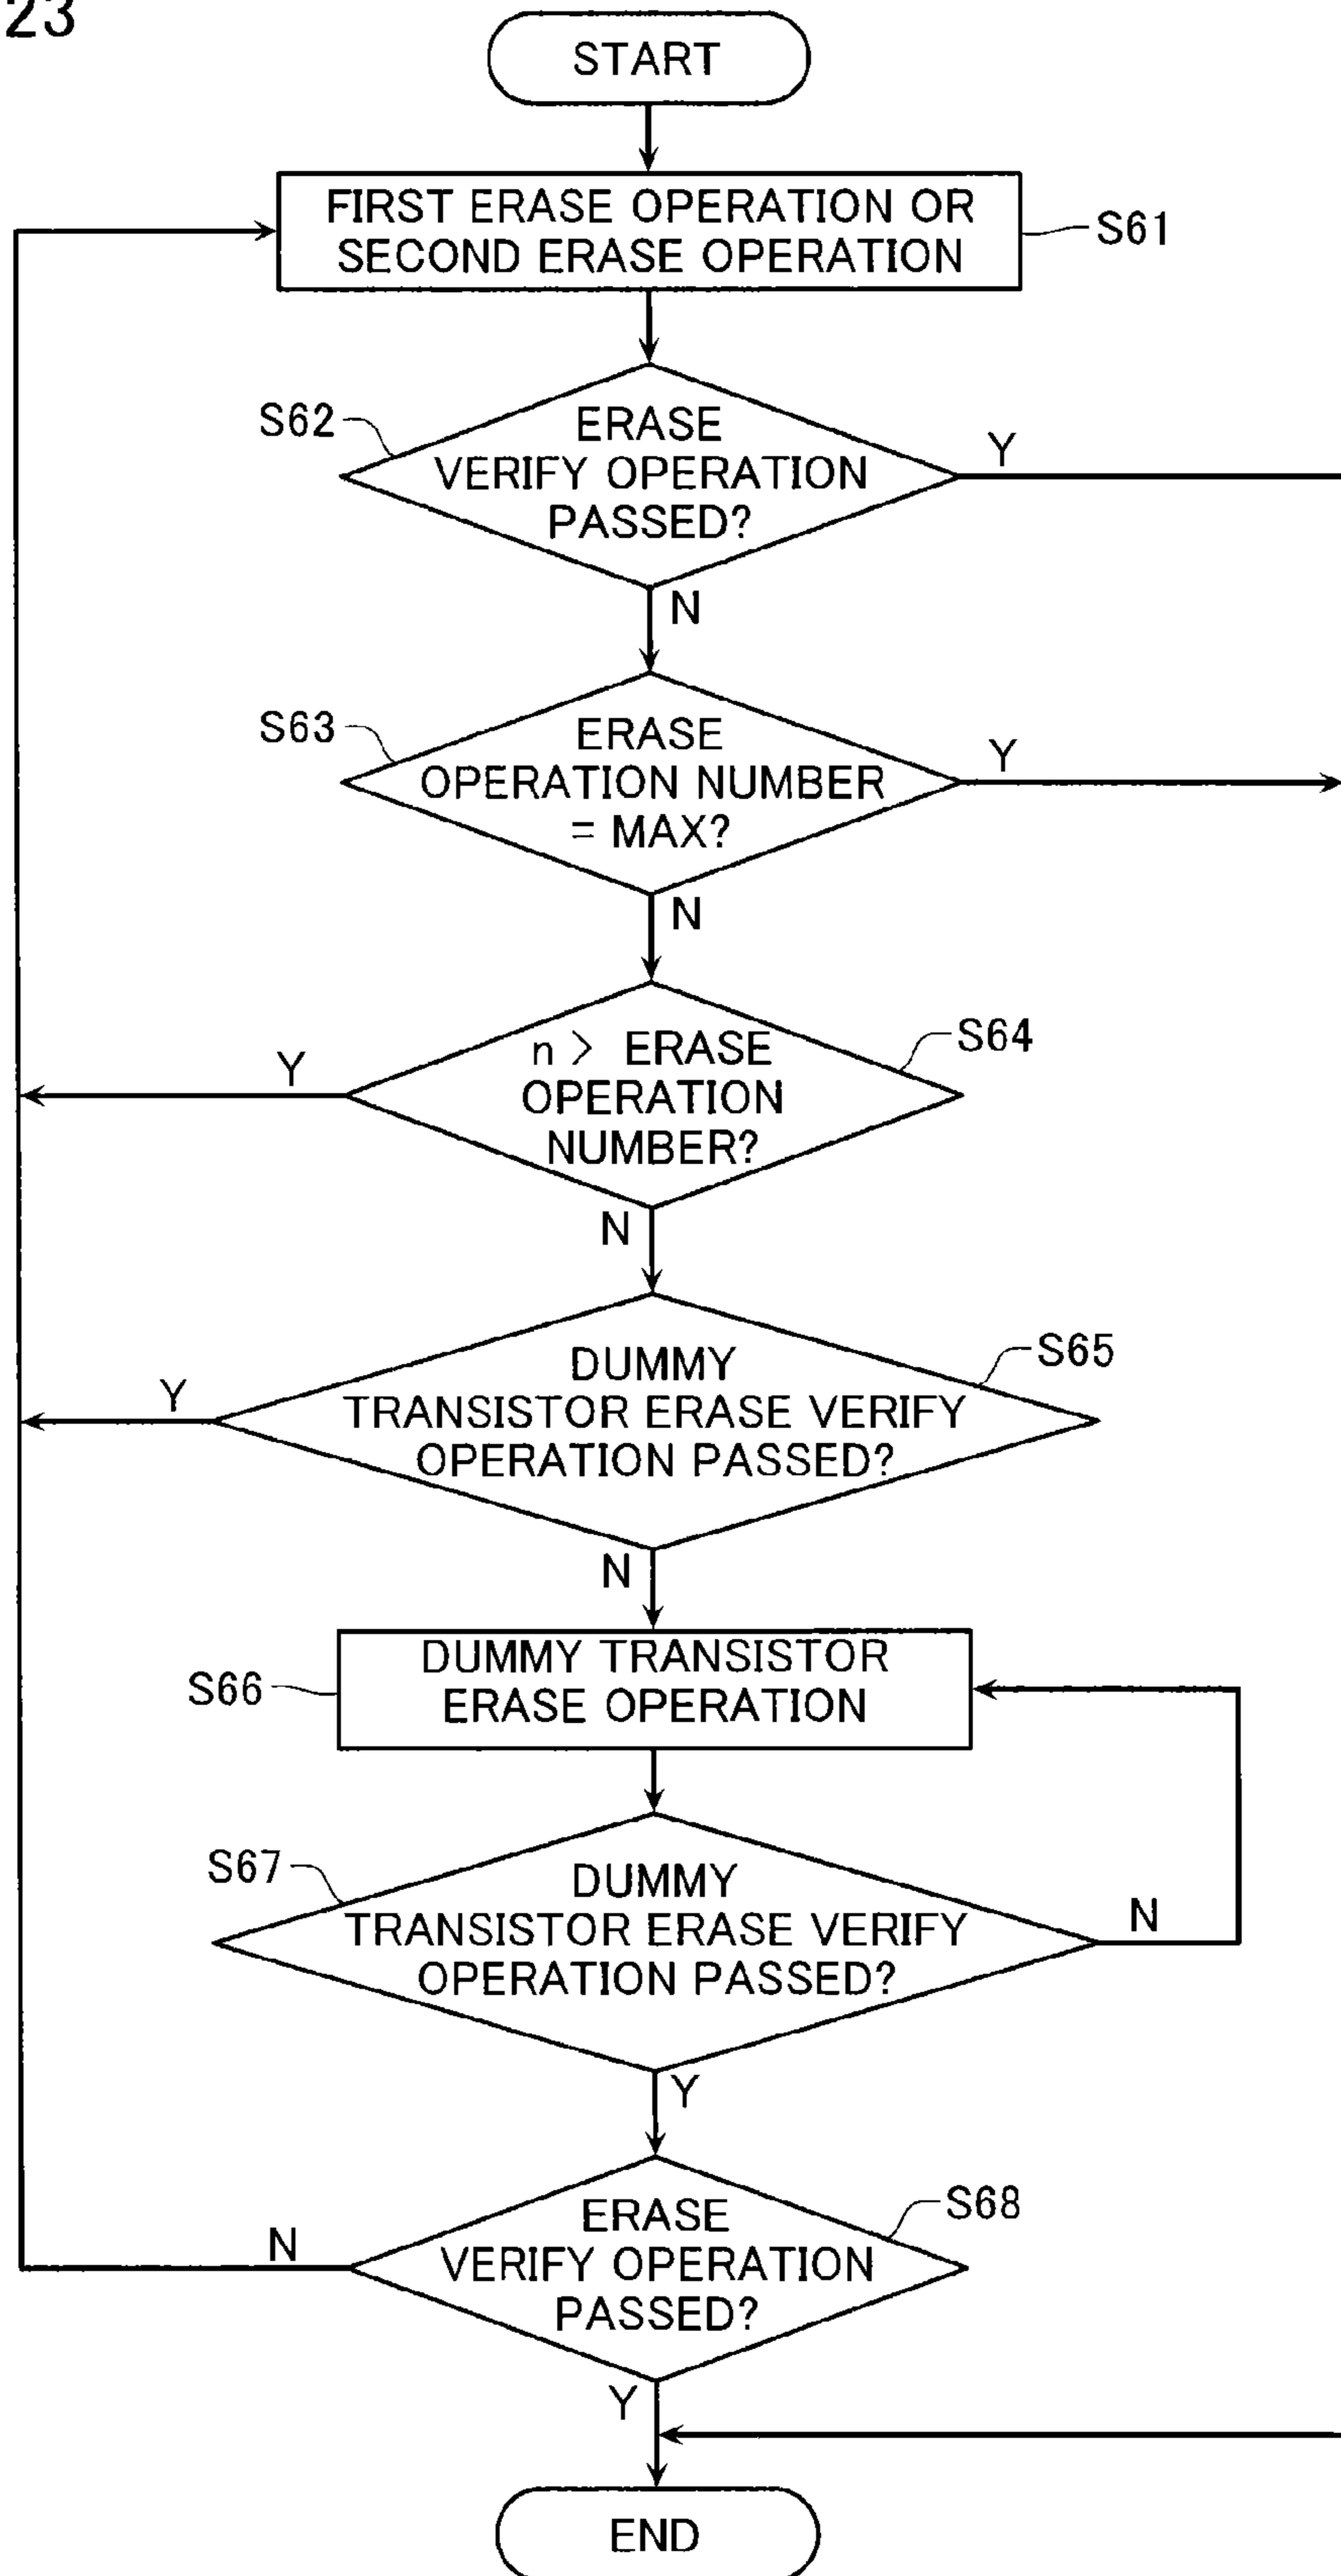 23
START
FIRST ERASE OPERATION OR
SECOND ERASE OPERATION
S61
S62
ERASE
VERIFY OPERATION
PASSED?
Y
N
S63
ERASE
OPERATION NUMBER
= MAX?
Y
N
S64
n > ERASE
OPERATION
NUMBER?
Y
N
S65
DUMMY
TRANSISTOR ERASE VERIFY
OPERATION PASSED?
Y
N
S66
DUMMY TRANSISTOR
ERASE OPERATION
S67
DUMMY
TRANSISTOR ERASE VERIFY
OPERATION PASSED?
N
Y
S68
ERASE
VERIFY OPERATION
PASSED?
N
Y
END